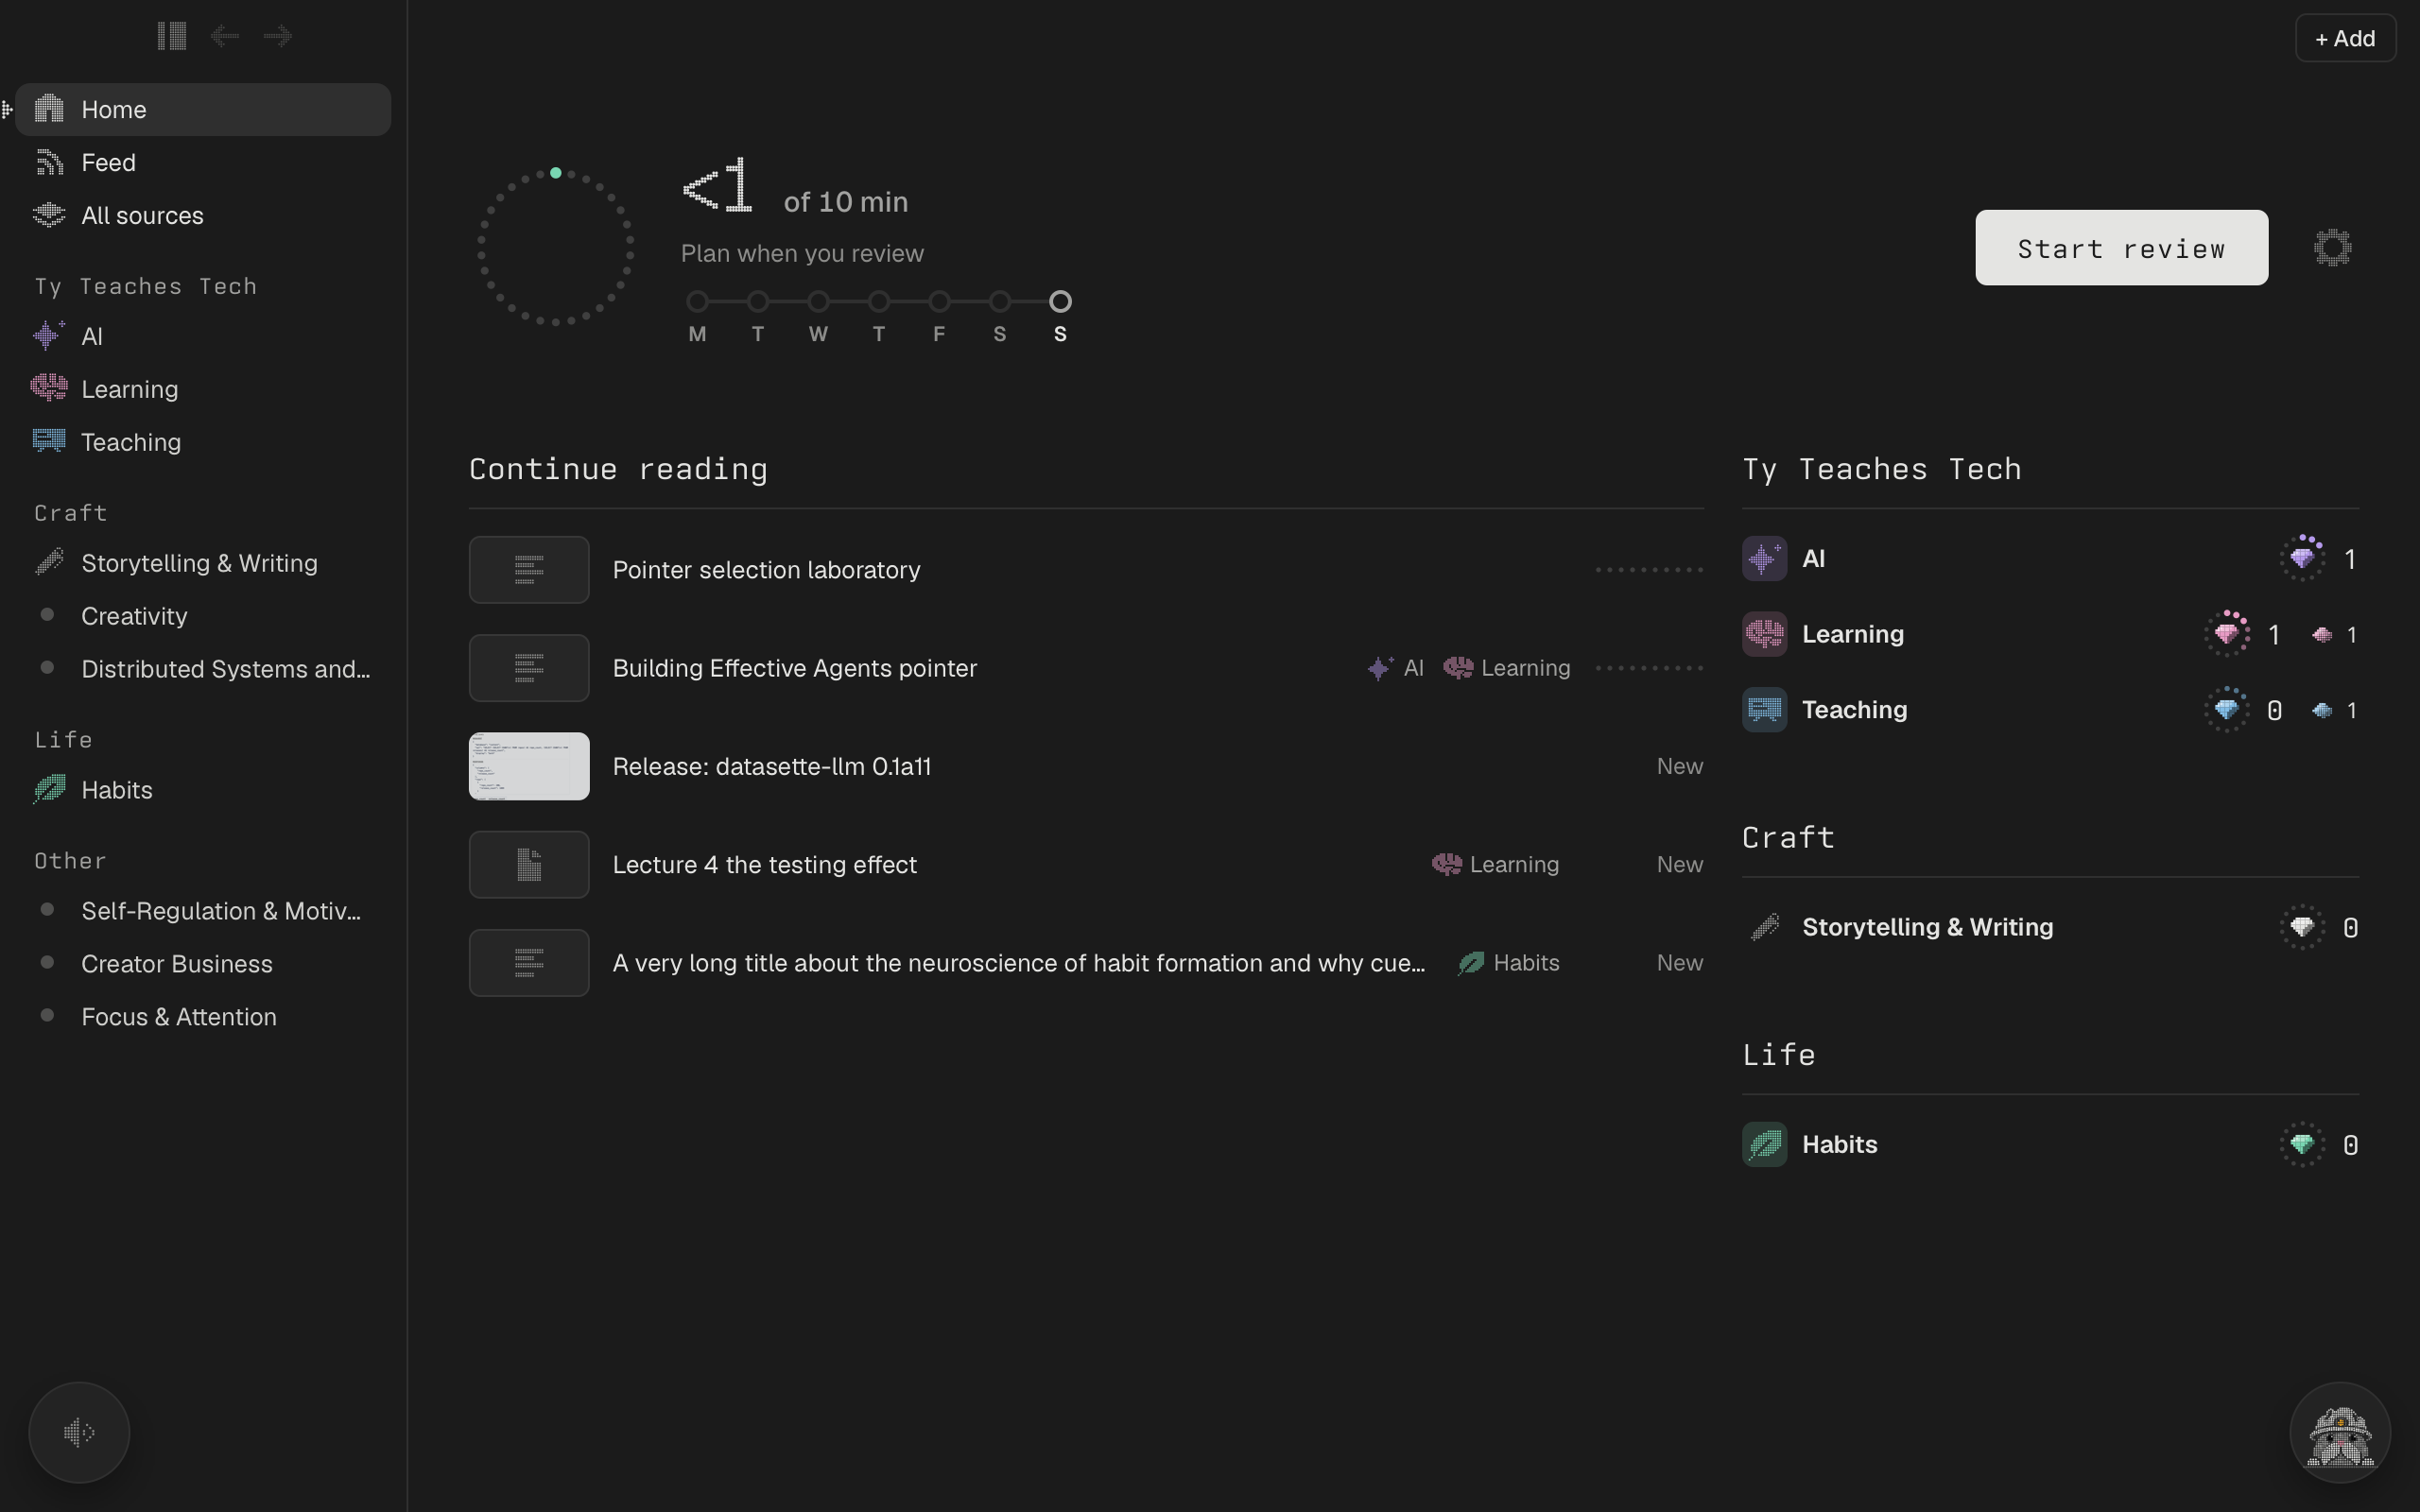 + Add
Home
Feed
All sources
Ty Teaches Tech
AI
Learning
Teaching
Craft
Storytelling & Writing
Creativity
Distributed Systems and...
Life
Habits
Other
Self-Regulation & Motiv...
Creator Business
Focus & Attention
<1 of 10 min
Plan when you review
M T W T F S S
Start review
Continue reading
Pointer selection laboratory
Building Effective Agents pointer AI Learning
Release: datasette-llm 0.1a11 New
Lecture 4 the testing effect Learning New
A very long title about the neuroscience of habit formation and why cue... Habits New
Ty Teaches Tech
AI 1
Learning 1 1
Teaching 0 1
Craft
Storytelling & Writing 0
Life
Habits 0